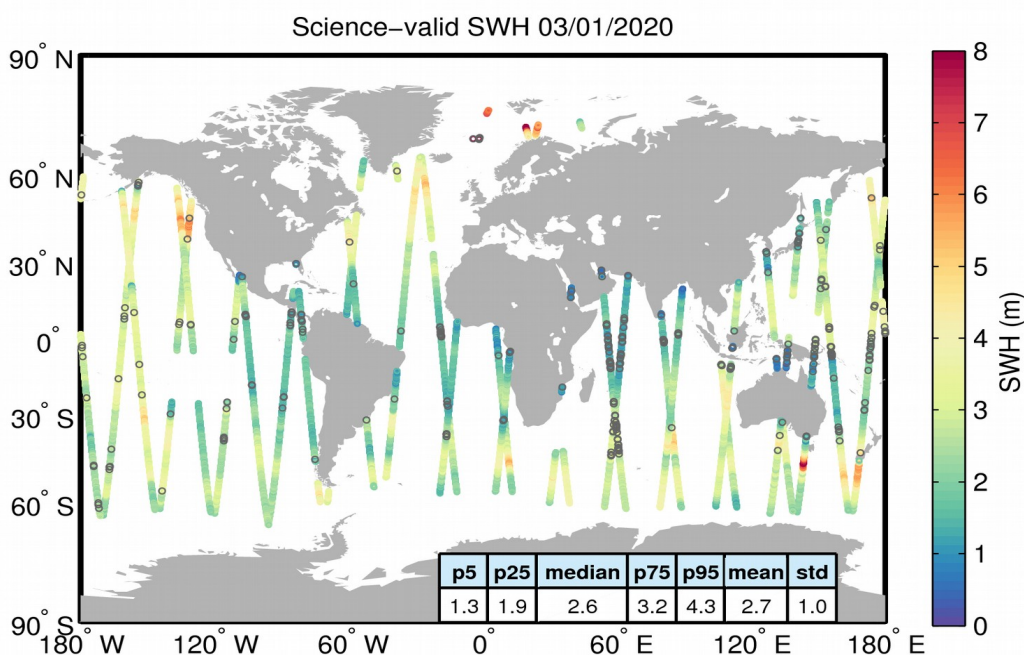 Science−valid SWH 03/01/2020
90° N
60° N
30° N
0°
30° S
60° S
90° S
180° W
120° W
60° W
0°
60° E
120° E
180° E
p5 p25 median p75 p95 mean std
1.3 1.9 2.6 3.2 4.3 2.7 1.0
8
7
6
5
4
3
2
1
0
SWH (m)